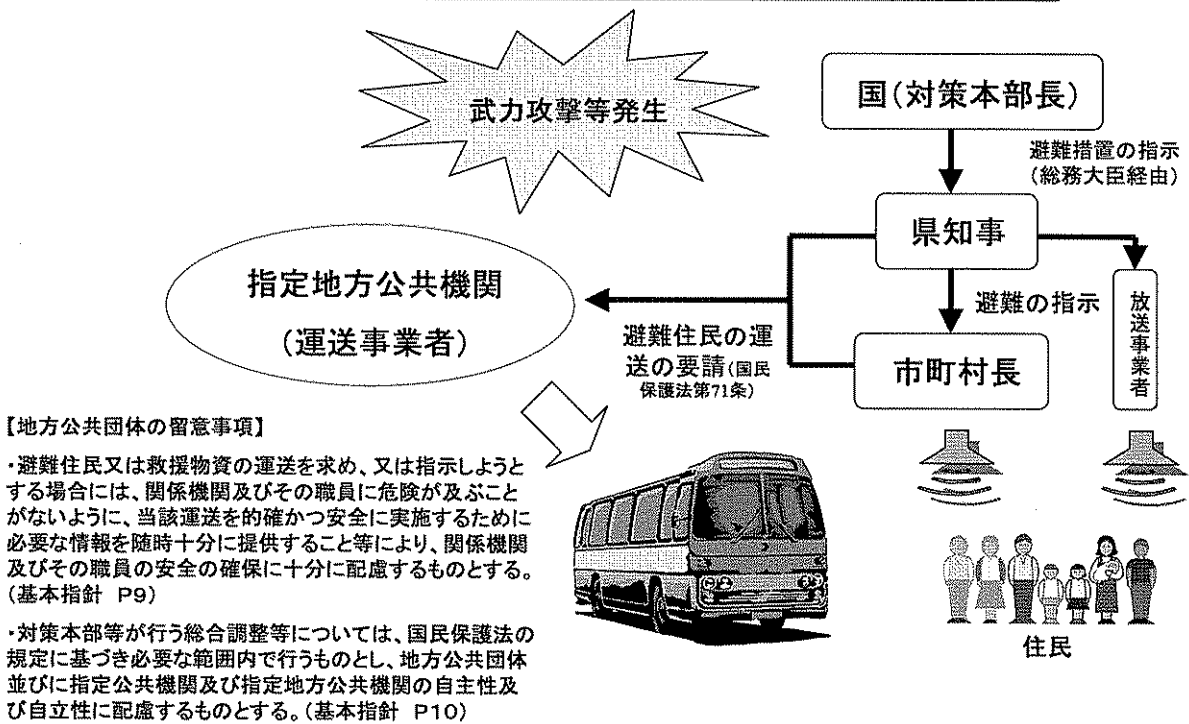 武力攻撃等発生
国(対策本部長)
避難措置の指示
(総務大臣経由)
県知事
指定地方公共機関
(運送事業者)
避難住民の運
送の要請(国民
保護法第71条)
避難の指示
市町村長
放送事業者
【地方公共団体の留意事項】
・避難住民又は救援物資の運送を求め、又は指示しようと
する場合には、関係機関及びその職員に危険が及ぶこと
がないように、当該運送を的確かつ安全に実施するために
必要な情報を随時十分に提供すること等により、関係機関
及びその職員の安全の確保に十分に配慮するものとする。
(基本指針 P9)
・対策本部等が行う総合調整等については、国民保護法の
規定に基づき必要な範囲内で行うものとし、地方公共団体
並びに指定公共機関及び指定地方公共機関の自主性及
び自立性に配慮するものとする。(基本指針 P10)
住民